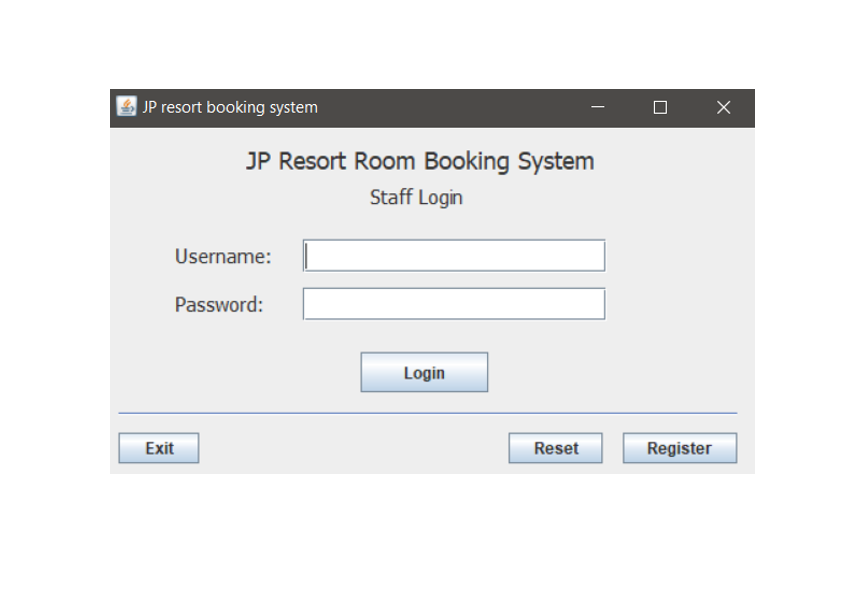 JP resort booking system
JP Resort Room Booking System
Staff Login
Username:
Password:
Login
Exit Reset Register